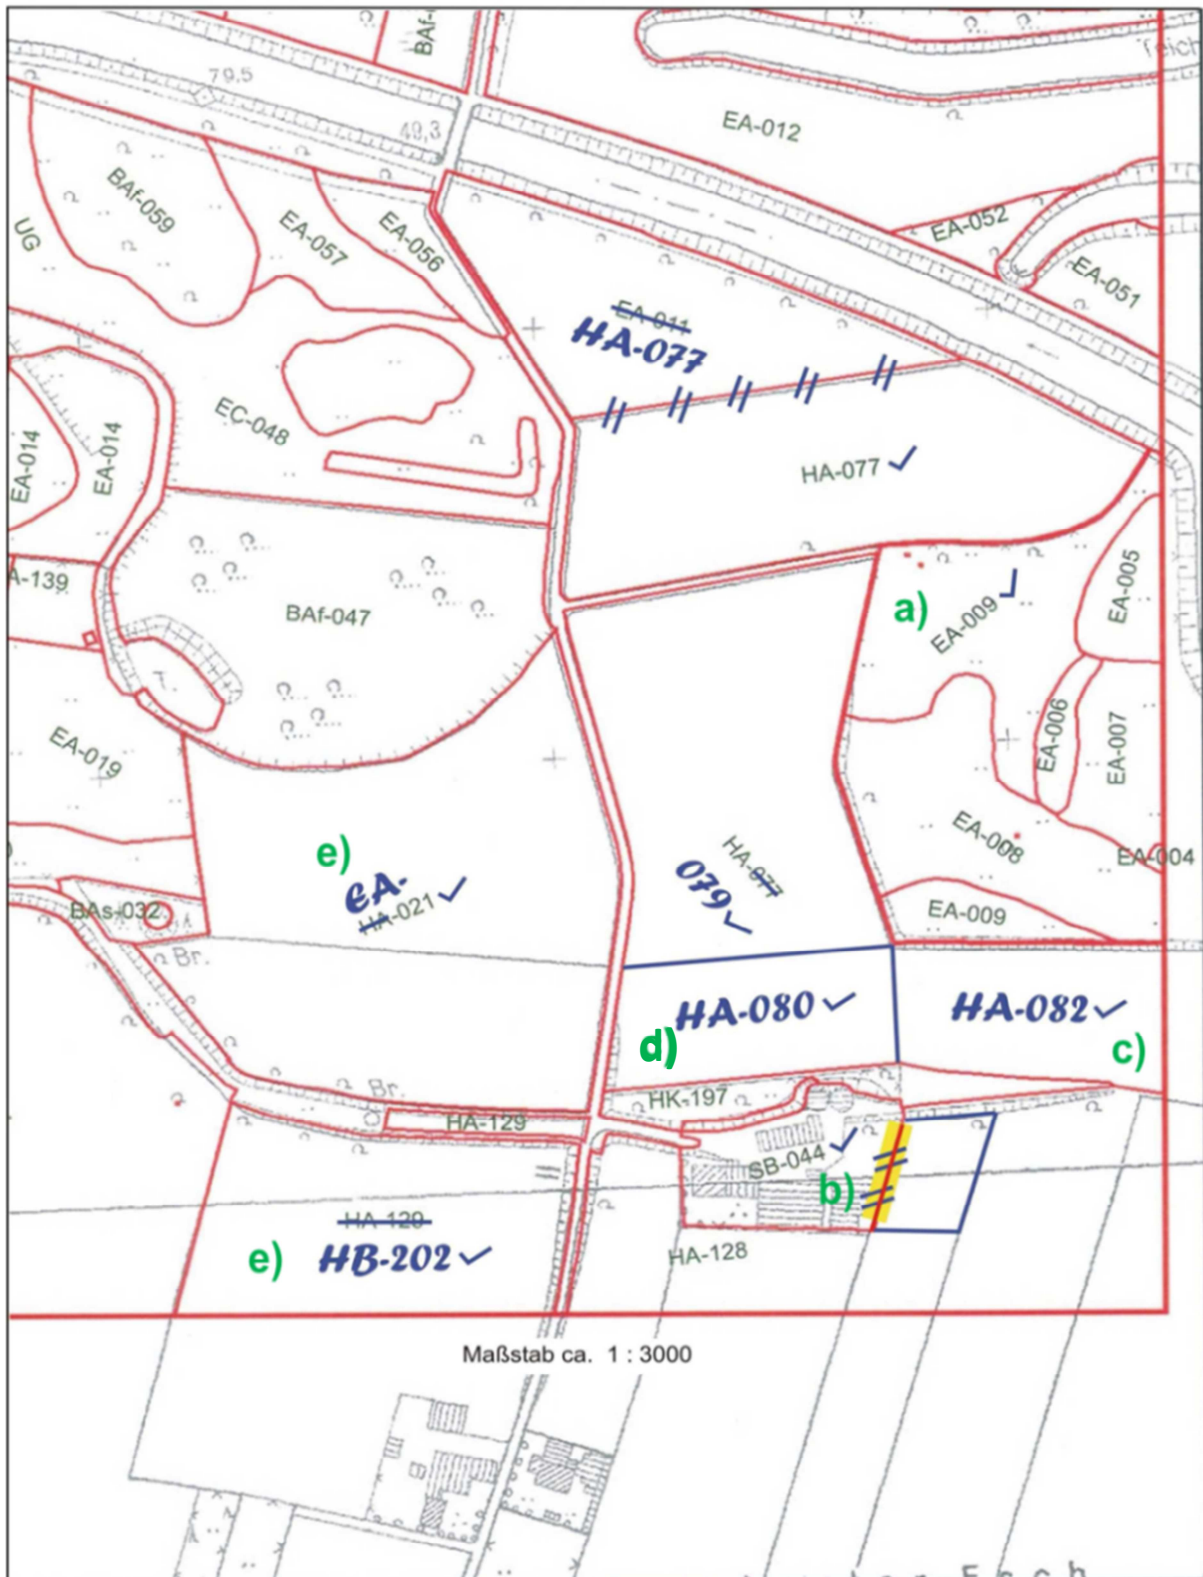 79,5
49,3
Teich
EA-012
BAf-059
EA-057
EA-056
UG
EA-052
EA-051
EA-011
HA-077
EC-048
EA-014
EA-014
HA-077
A-139
BAf-047
a)
EA-009
EA-005
EA-006
EA-007
EA-019
e)
EA-
HA-021
HA-077
079
EA-008
EA-004
BAs-032
EA-009
Br.
HA-080
HA-082
d)
c)
Br.
HK-197
HA-129
SB-044
b)
HA-129
HB-202
e)
HA-128
Maßstab ca. 1 : 3000
E s c h